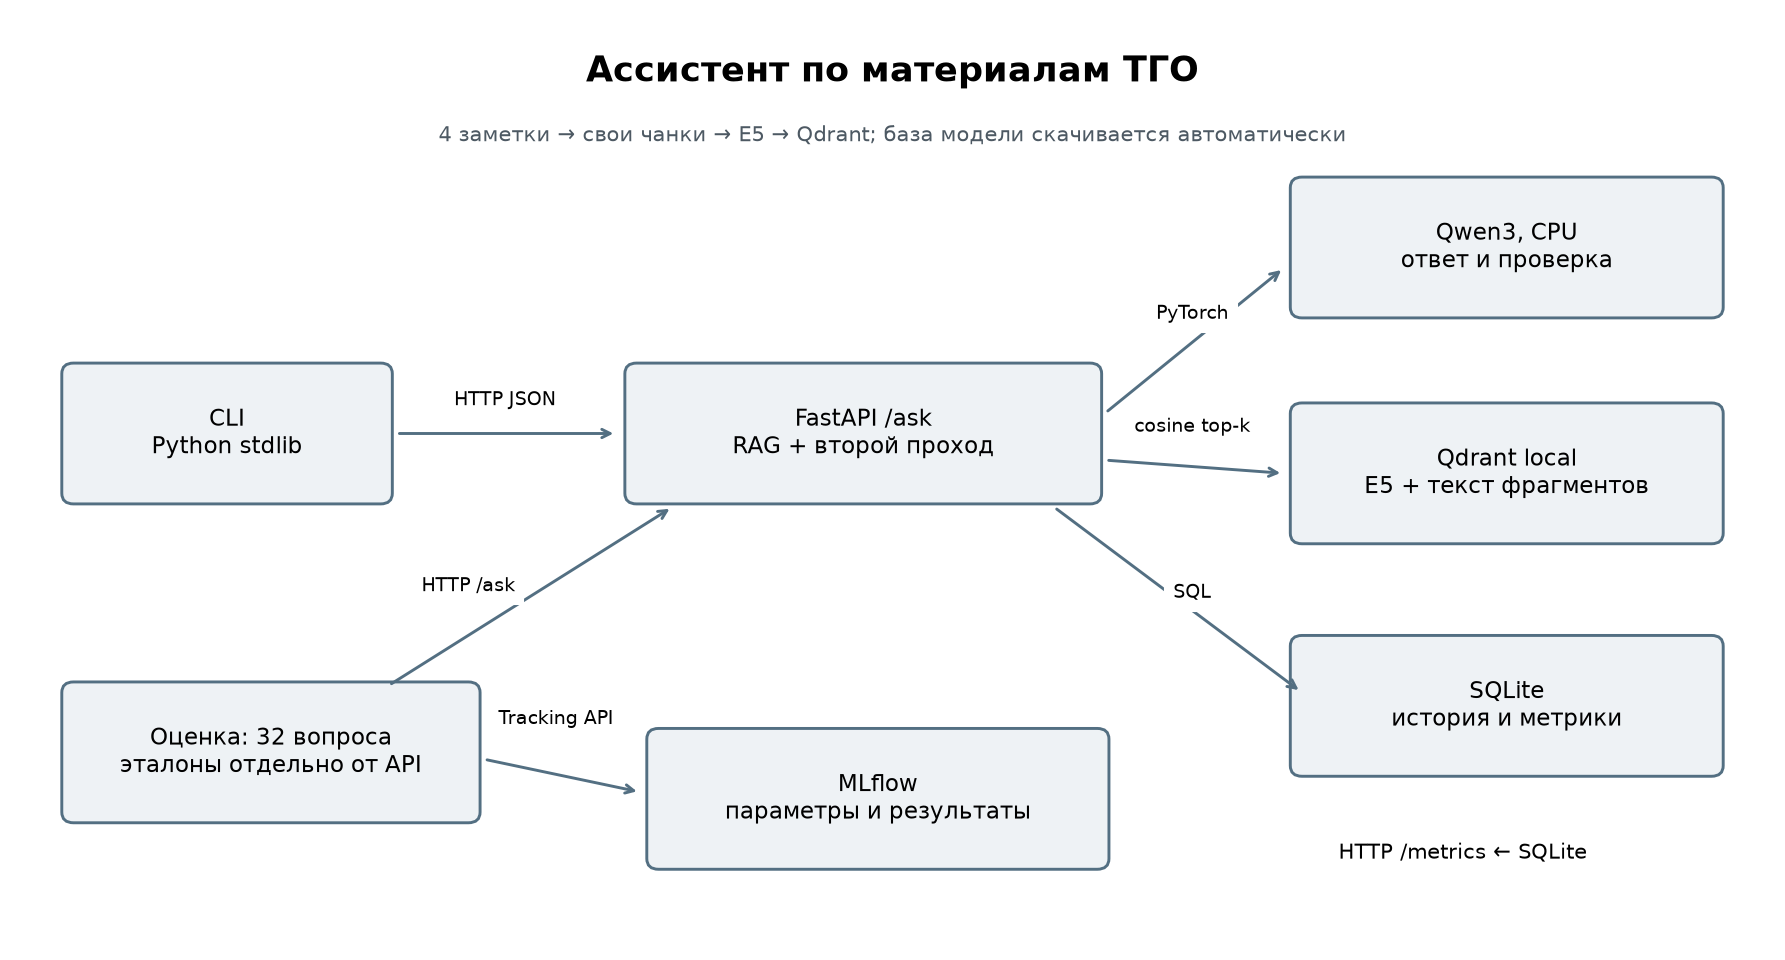 Ассистент по материалам ТГО
4 заметки → свои чанки → E5 → Qdrant; база модели скачивается автоматически
Qwen3, CPU
ответ и проверка
PyTorch
CLI
Python stdlib
HTTP JSON
FastAPI /ask
RAG + второй проход
cosine top-k
Qdrant local
E5 + текст фрагментов
HTTP /ask
SQL
SQLite
история и метрики
Оценка: 32 вопроса
эталоны отдельно от API
Tracking API
MLflow
параметры и результаты
HTTP /metrics ← SQLite